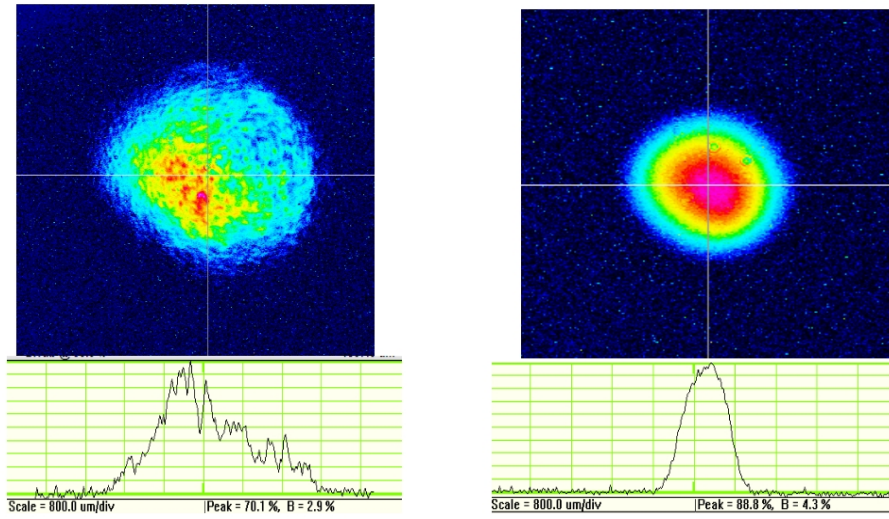 Scale = 800.0 um/div
Peak = 70.1 %, B = 2.9 %
Scale = 800.0 um/div
Peak = 88.8 %, B = 4.3 %